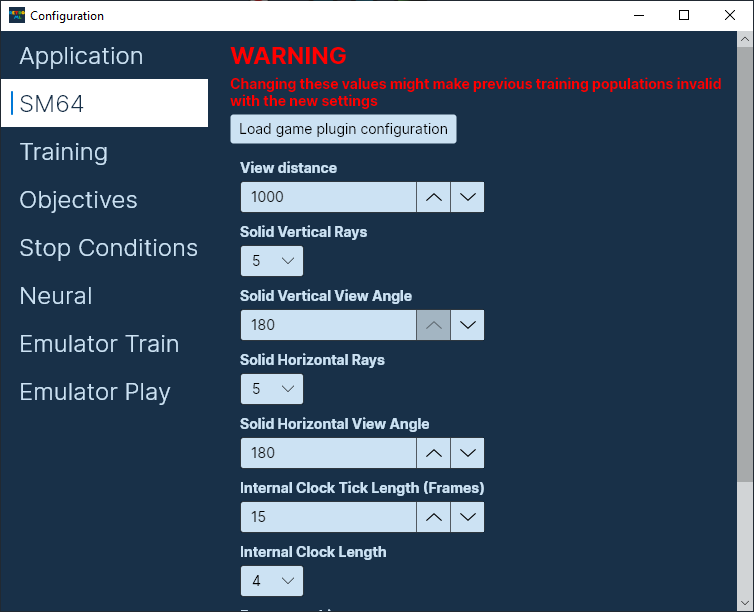 Configuration
Application
SM64
Training
Objectives
Stop Conditions
Neural
Emulator Train
Emulator Play
WARNING
Changing these values might make previous training populations invalid
with the new settings
Load game plugin configuration
View distance
1000
Solid Vertical Rays
5
Solid Vertical View Angle
180
Solid Horizontal Rays
5
Solid Horizontal View Angle
180
Internal Clock Tick Length (Frames)
15
Internal Clock Length
4